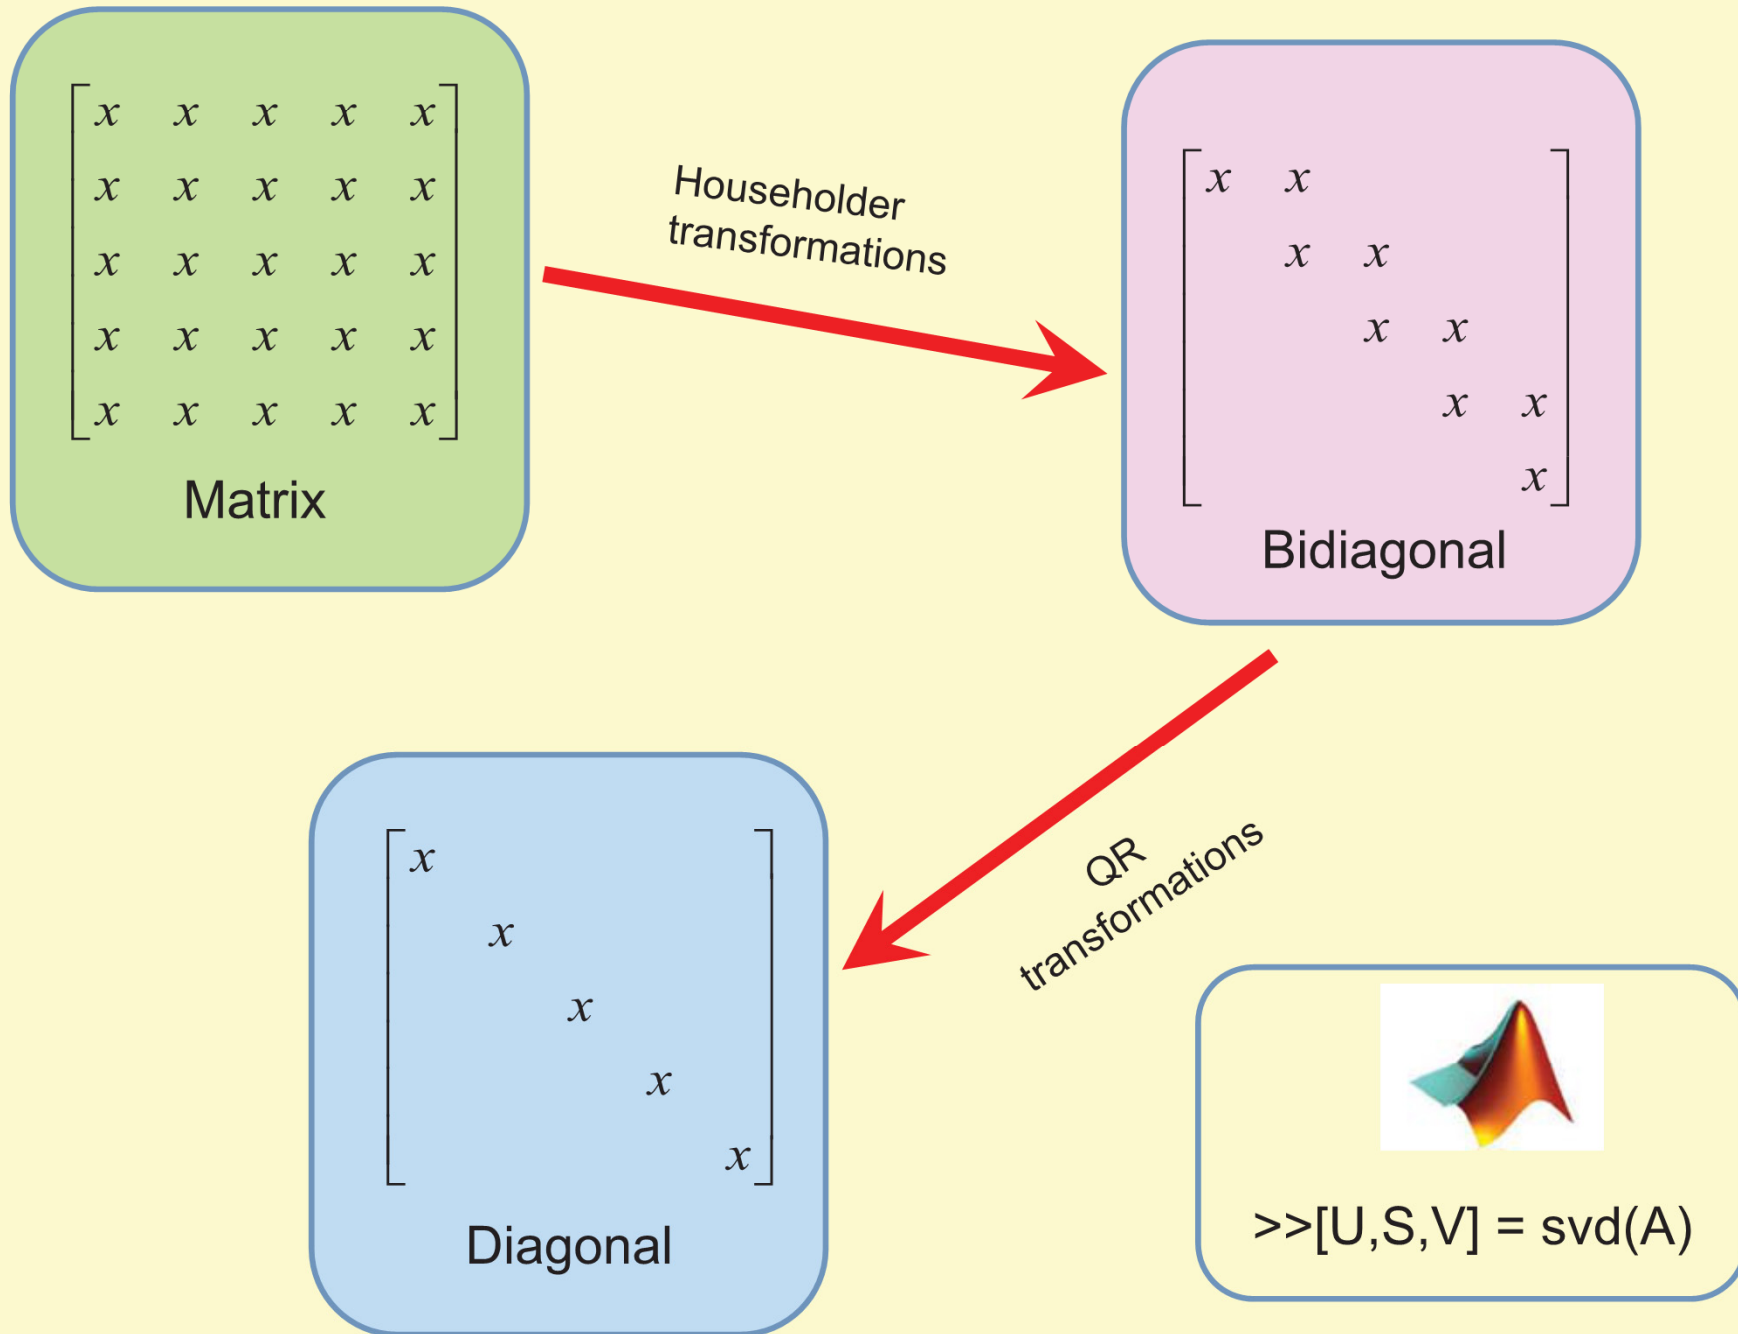 x x x x x
x x x x x
x x x x x
x x x x x
x x x x x
Matrix
Householder
transformations
x x
x x
x x
x x
x
Bidiagonal
QR
transformations
x
x
x
x
x
Diagonal
>>[U,S,V] = svd(A)